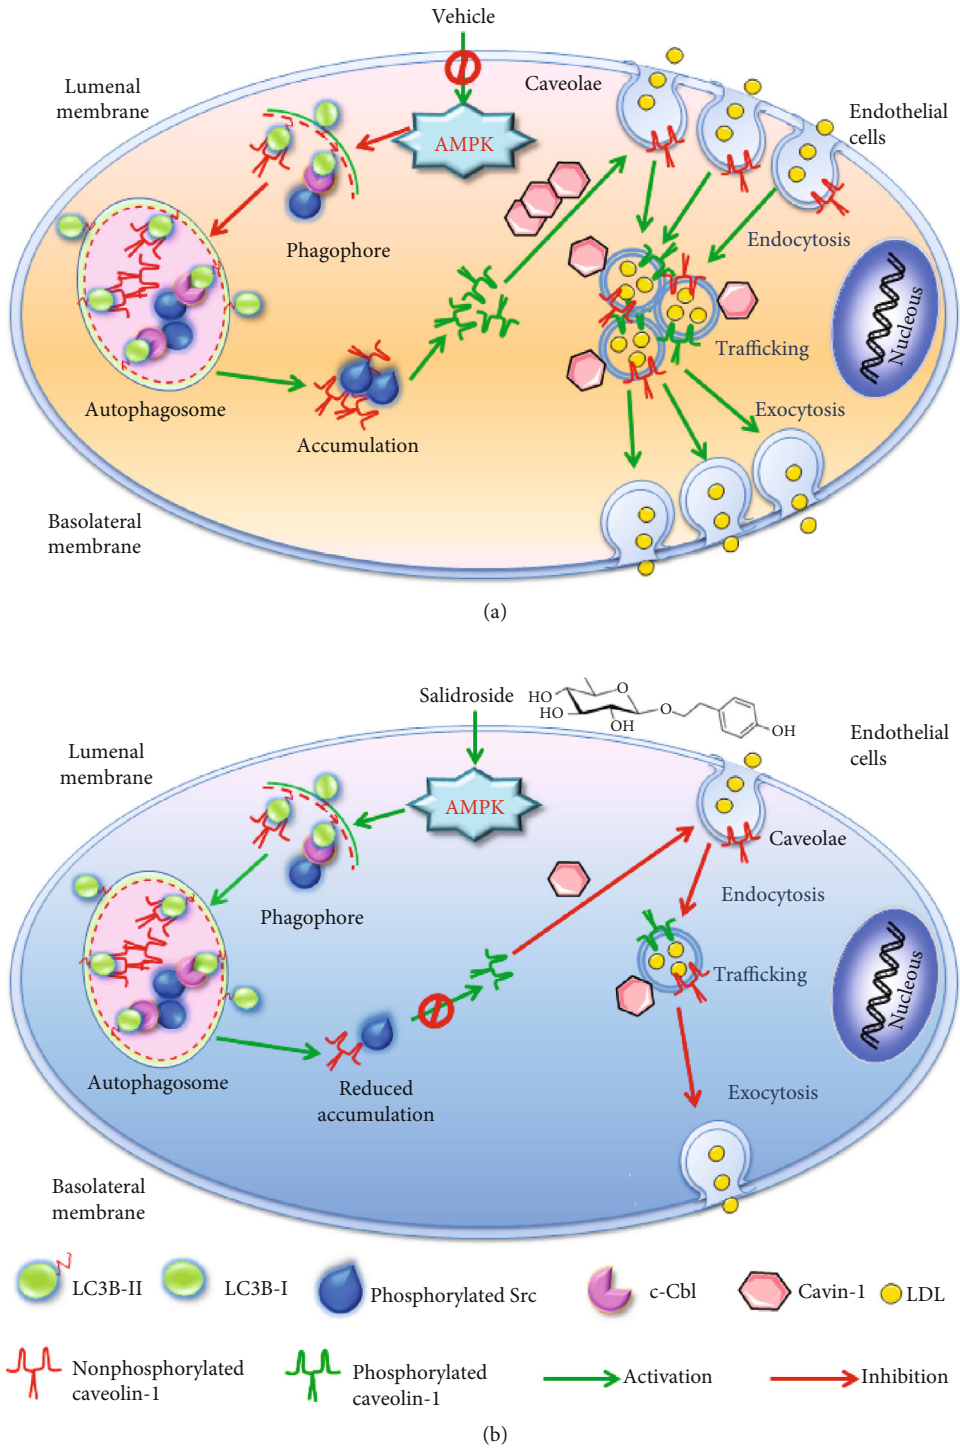 Vehicle
Lumenal
membrane
Caveolae
Endothelial
cells
AMPK
Phagophore
Endocytosis
Nucleous
Trafficking
Autophagosome
Accumulation
Exocytosis
Basolateral
membrane
(a)
Salidroside
HO
HO
O
OH
O
OH
Endothelial
cells
Lumenal
membrane
AMPK
Caveolae
Phagophore
Endocytosis
Nucleous
Trafficking
Autophagosome
Reduced
accumulation
Exocytosis
Basolateral
membrane
LC3B-II
LC3B-I
Phosphorylated Src
c-Cbl
Cavin-1
LDL
Nonphosphorylated
caveolin-1
Phosphorylated
caveolin-1
Activation
Inhibition
(b)